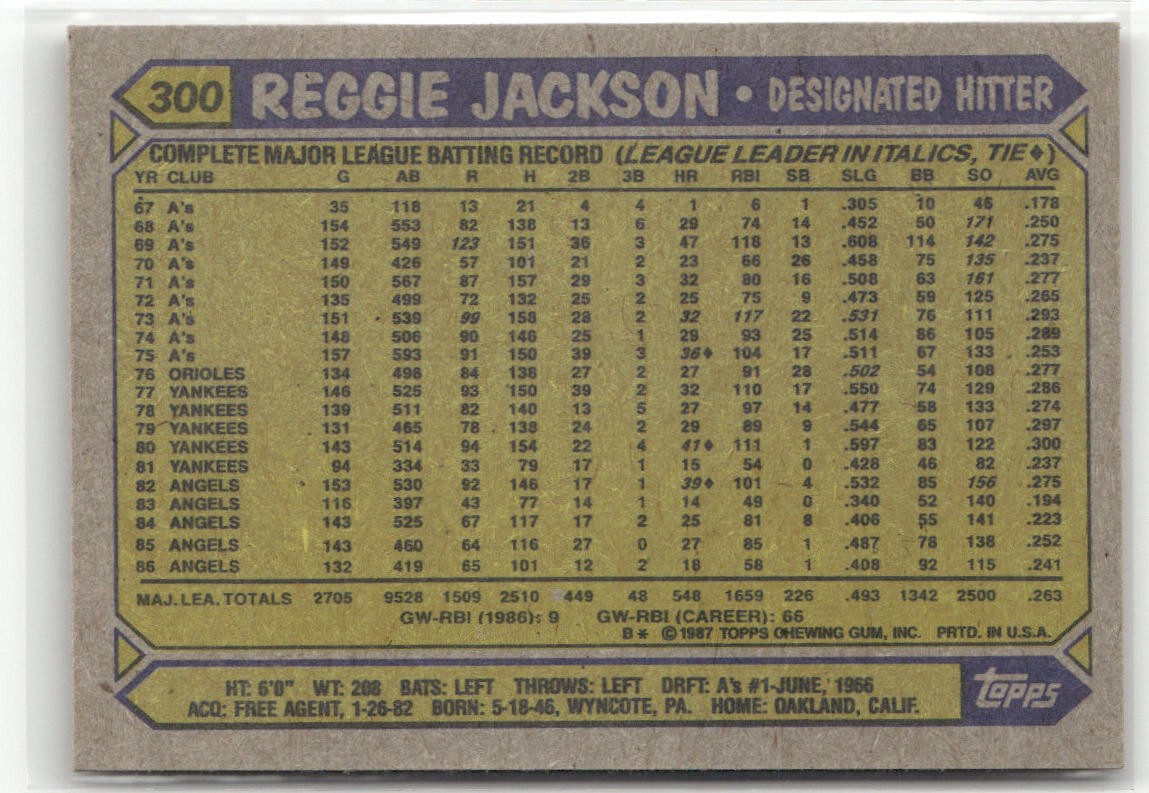 300 REGGIE JACKSON • DESIGNATED HITTER
COMPLETE MAJOR LEAGUE BATTING RECORD (LEAGUE LEADER IN ITALICS, TIE♦)
YR CLUB G AB R H 2B 3B HR RBI SB SLG BB SO AVG
67 A's 35 118 13 21 4 4 1 6 1 .305 10 46 .178
68 A's 154 553 82 138 13 6 29 74 14 .452 50 171 .250
69 A's 152 549 123 151 36 3 47 118 13 .608 114 142 .275
70 A's 149 426 57 101 21 2 23 66 26 .458 75 135 .237
71 A's 150 567 87 157 29 3 32 80 16 .508 63 161 .277
72 A's 135 499 72 132 25 2 25 75 9 .473 59 125 .265
73 A's 151 539 99 158 28 2 32 117 22 .531 76 111 .293
74 A's 148 506 90 146 25 1 29 93 25 .514 86 105 .289
75 A's 157 593 91 150 39 3 36♦ 104 17 .511 67 133 .253
76 ORIOLES 134 498 84 138 27 2 27 91 28 .502 54 108 .277
77 YANKEES 146 525 93 150 39 2 32 110 17 .550 74 129 .286
78 YANKEES 139 511 82 140 13 5 27 97 14 .477 58 133 .274
79 YANKEES 131 465 78 138 24 2 29 89 9 .544 65 107 .297
80 YANKEES 143 514 94 154 22 4 41♦ 111 1 .597 83 122 .300
81 YANKEES 94 334 33 79 17 1 15 54 0 .428 46 82 .237
82 ANGELS 153 530 92 146 17 1 39♦ 101 4 .532 85 156 .275
83 ANGELS 116 397 43 77 14 1 14 49 0 .340 52 140 .194
84 ANGELS 143 525 67 117 17 2 25 81 8 .406 55 141 .223
85 ANGELS 143 460 64 116 27 0 27 85 1 .487 78 138 .252
86 ANGELS 132 419 65 101 12 2 18 58 1 .408 92 115 .241
MAJ. LEA. TOTALS 2705 9528 1509 2510 449 48 548 1659 226 .493 1342 2500 .263
GW-RBI (1986): 9 GW-RBI (CAREER): 66
B* ©1987 TOPPS CHEWING GUM, INC. PRTD. IN U.S.A.
HT: 6'0" WT: 208 BATS: LEFT THROWS: LEFT DRFT: A's #1-JUNE, 1966
ACQ: FREE AGENT, 1-26-82 BORN: 5-18-46, WYNCOTE, PA. HOME: OAKLAND, CALIF.
topps